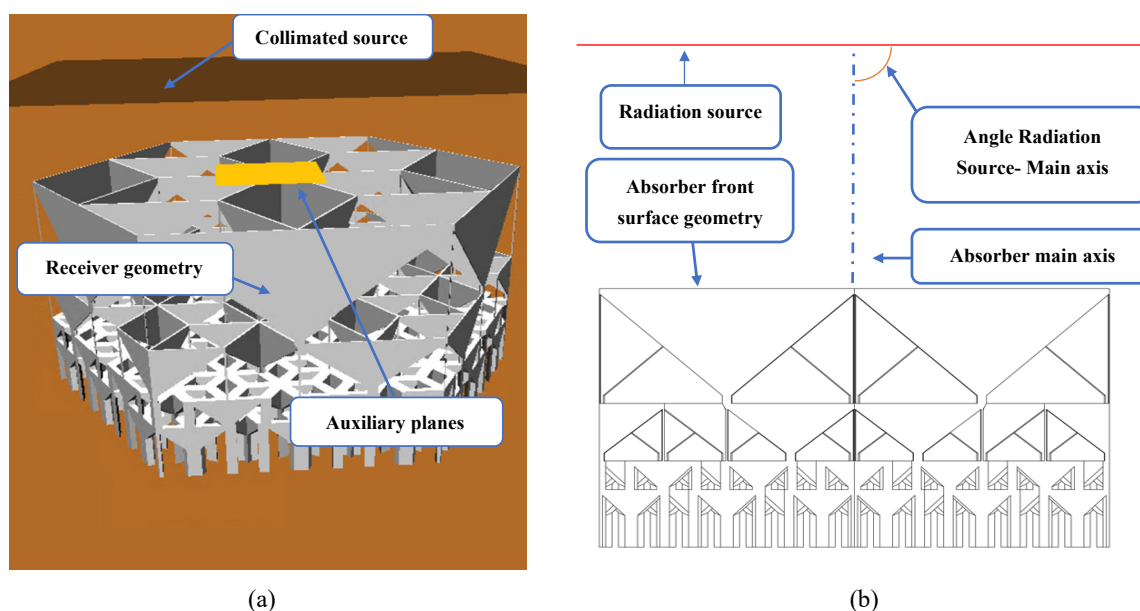 Collimated source
Receiver geometry
Auxiliary planes
(a)
Radiation
source
Absorber front
surface geometry
Angle Radiation
Source- Main axis
Absorber main axis
(b)